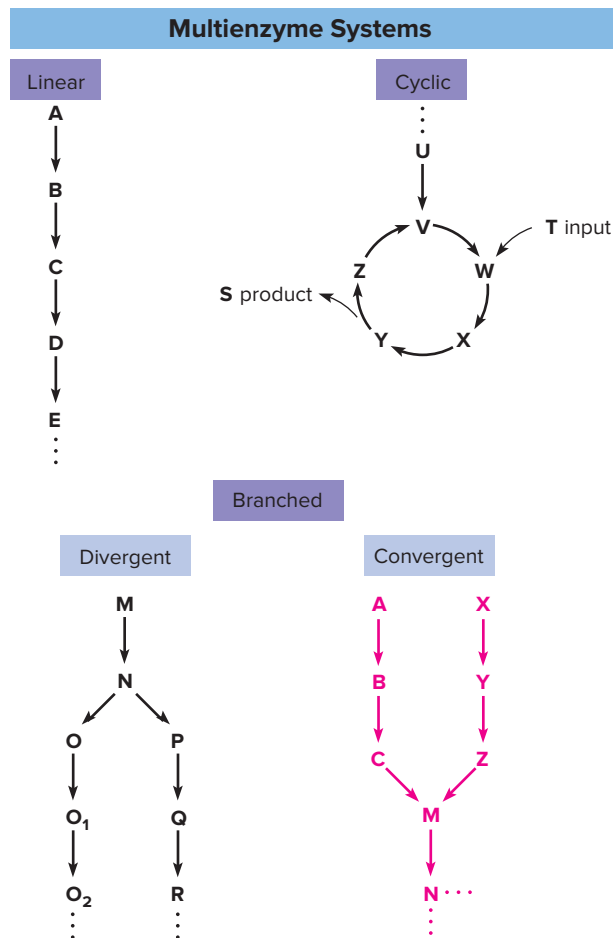 Multienzyme Systems
Linear
A
B
C
D
E
Cyclic
U
V
Z
W
T input
S product
Y
X
Branched
Divergent
M
N
O
P
O₁
Q
O₂
R
Convergent
A
X
B
Y
C
Z
M
N